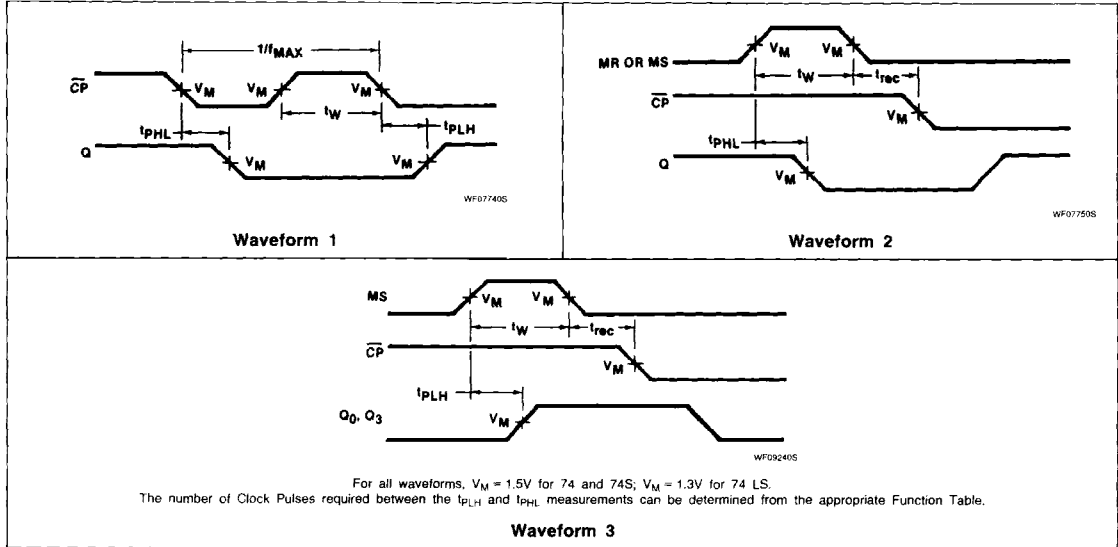 1/fMAX
CP
VM VM VM
tW
tPHL tPLH
Q
VM VM
WF07740S
Waveform 1
MR OR MS
VM VM
tW trec
CP
VM
tPHL
Q
VM
WF07750S
Waveform 2
MS
VM VM
tW trec
CP
VM
tPLH
Q0, Q3
VM
WF09240S
For all waveforms, VM = 1.5V for 74 and 74S; VM = 1.3V for 74 LS.
The number of Clock Pulses required between the tPLH and tPHL measurements can be determined from the appropriate Function Table.
Waveform 3